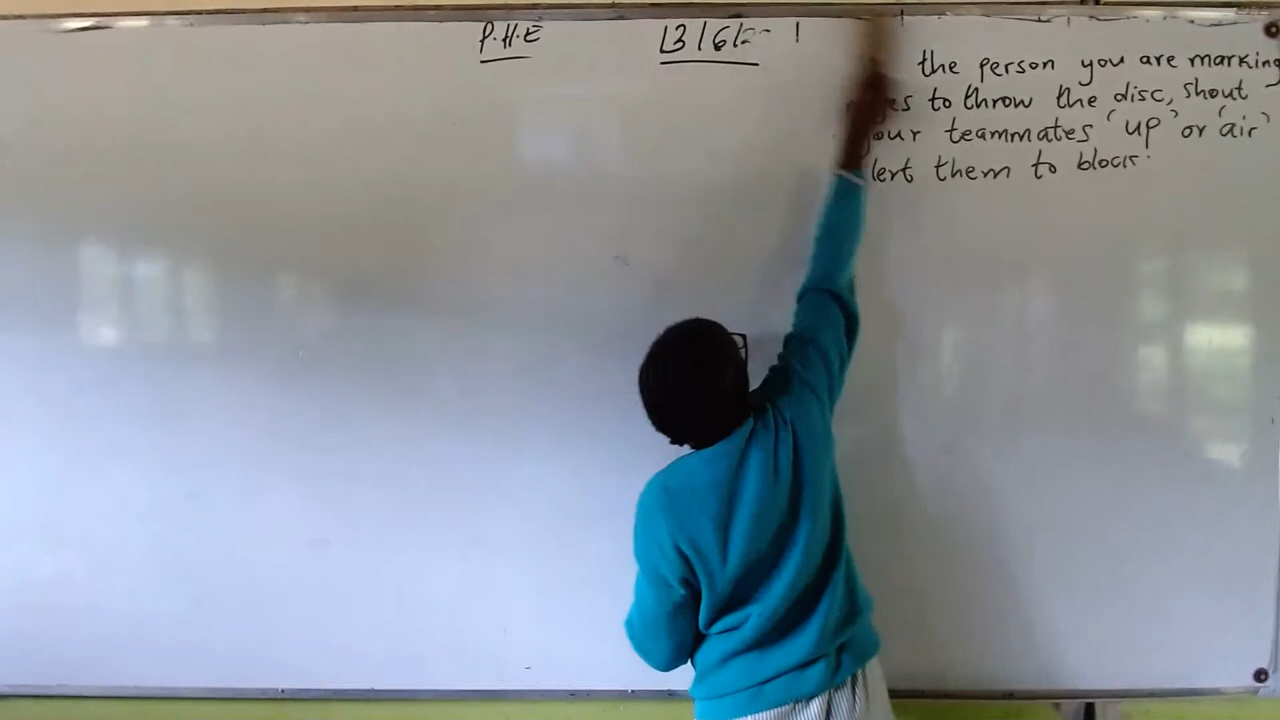 P.H.E
13/6/
the person you are marking
es to throw the disc, shout
our teammates 'up' or 'air'
lert them to block.